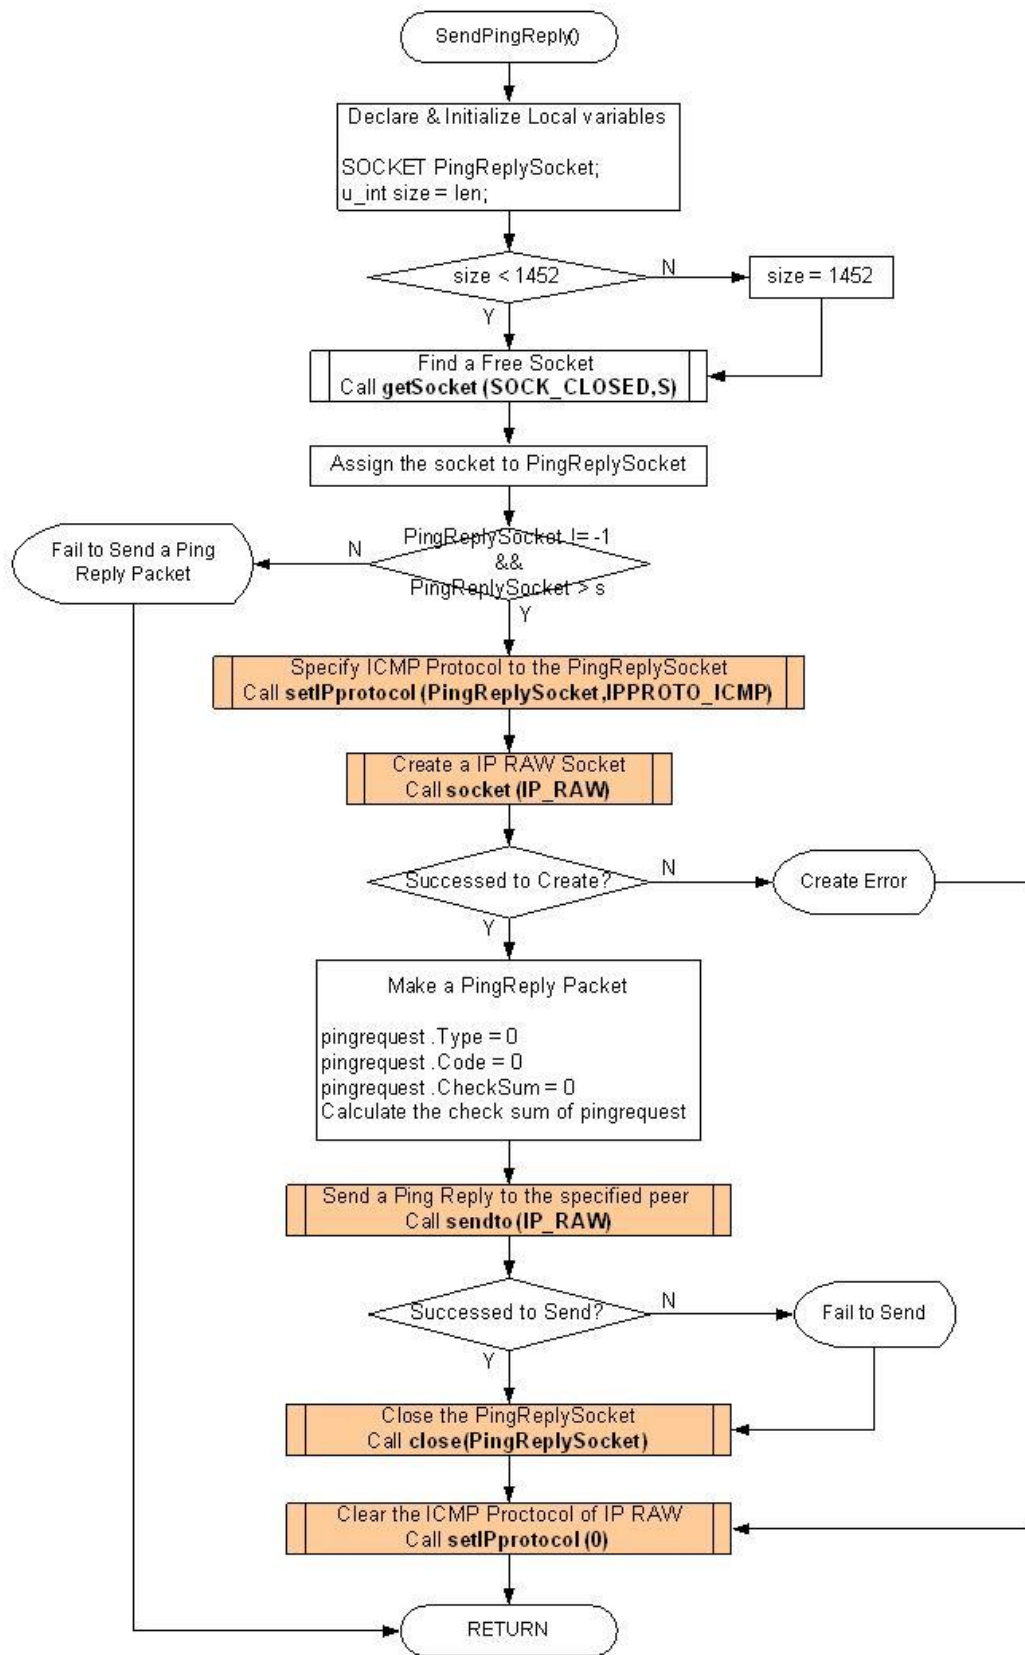 SendPingReply()
Declare & Initialize Local variables
SOCKET PingReplySocket;
u_int size = len;
size < 1452
N
size = 1452
Y
Find a Free Socket
Call getSocket (SOCK_CLOSED,S)
Assign the socket to PingReplySocket
PingReplySocket != -1
&&
PingReplySocket > s
N
Fail to Send a Ping
Reply Packet
Y
Specify ICMP Protocol to the PingReplySocket
Call setIPprotocol (PingReplySocket,IPPROTO_ICMP)
Create a IP RAW Socket
Call socket (IP_RAW)
Successed to Create?
N
Create Error
Y
Make a PingReply Packet
pingrequest .Type = 0
pingrequest .Code = 0
pingrequest .CheckSum = 0
Calculate the check sum of pingrequest
Send a Ping Reply to the specified peer
Call sendto (IP_RAW)
Successed to Send?
N
Fail to Send
Y
Close the PingReplySocket
Call close(PingReplySocket)
Clear the ICMP Proctocol of IP RAW
Call setIPprotocol (0)
RETURN